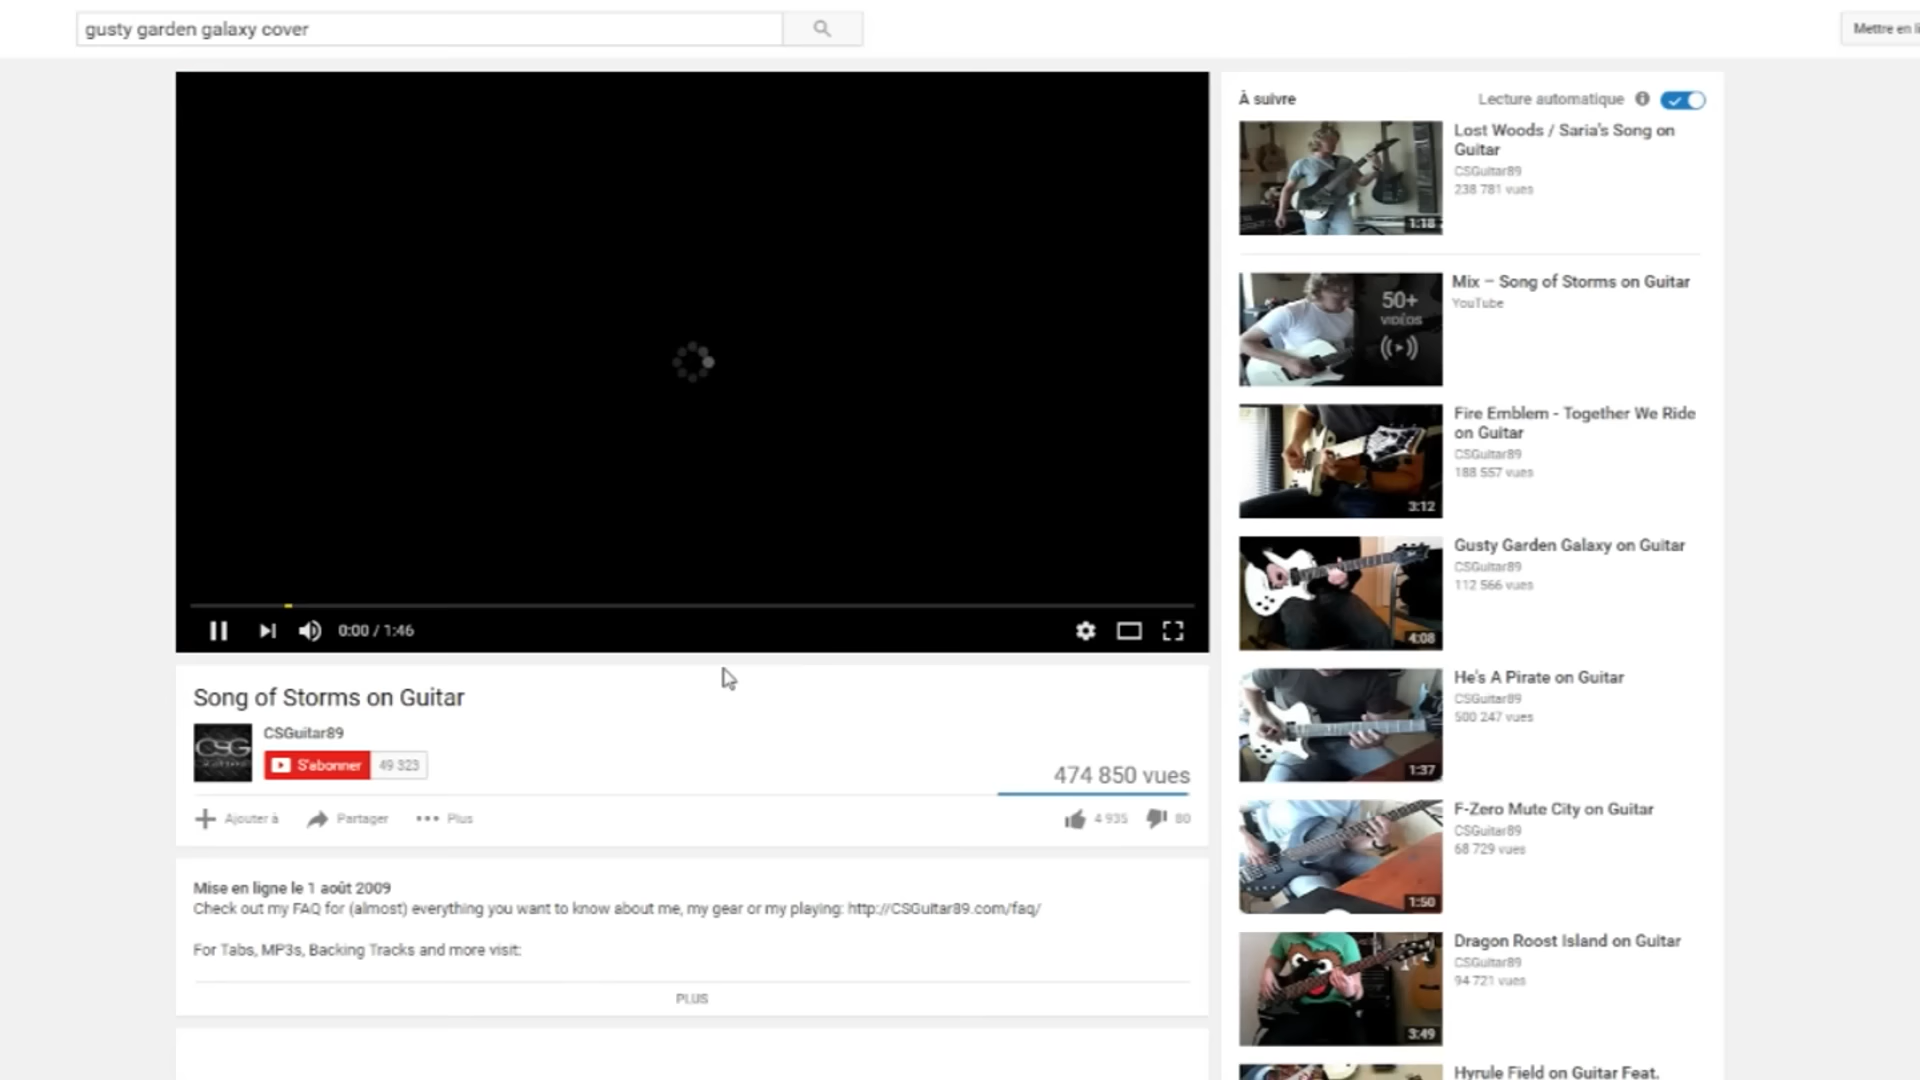 gusty garden galaxy cover
Mettre en li
À suivre
Lecture automatique
Lost Woods / Saria's Song on
Guitar
CSGuitar89
238 781 vues
1:18
Mix – Song of Storms on Guitar
YouTube
50+
VIDÉOS
Fire Emblem - Together We Ride
on Guitar
CSGuitar89
188 557 vues
3:12
Gusty Garden Galaxy on Guitar
CSGuitar89
112 566 vues
4:08
He's A Pirate on Guitar
CSGuitar89
500 247 vues
1:37
F-Zero Mute City on Guitar
CSGuitar89
68 729 vues
1:50
Dragon Roost Island on Guitar
CSGuitar89
94 721 vues
3:49
Hyrule Field on Guitar Feat.
0:00 / 1:46
Song of Storms on Guitar
CSG
CSGuitar89
S'abonner 49 323
474 850 vues
Ajouter à Partager Plus
4 935 80
Mise en ligne le 1 août 2009
Check out my FAQ for (almost) everything you want to know about me, my gear or my playing: http://CSGuitar89.com/faq/
For Tabs, MP3s, Backing Tracks and more visit:
PLUS